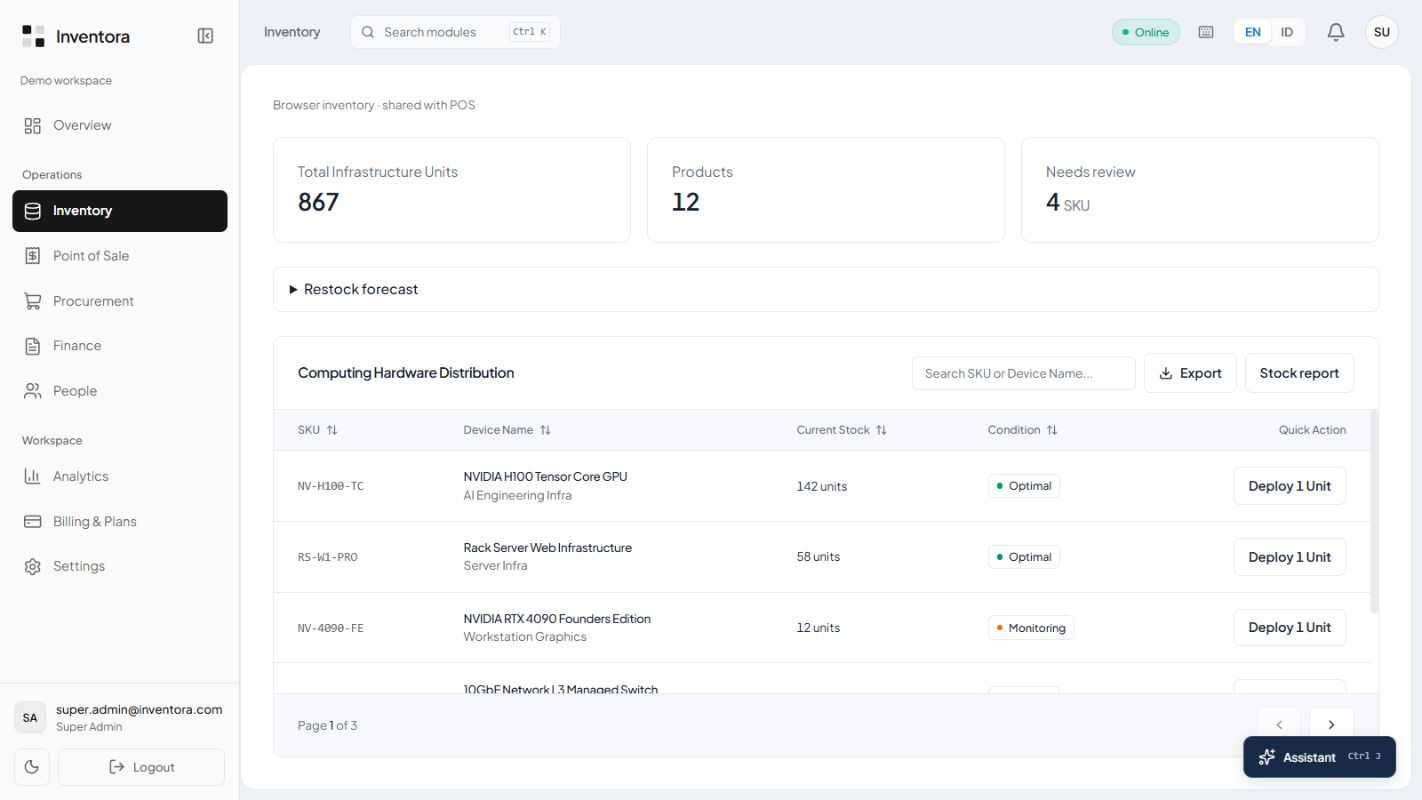 Inventora
Demo workspace
Overview
Operations
Inventory
Point of Sale
Procurement
Finance
People
Workspace
Analytics
Billing & Plans
Settings
SA
super.admin@inventora.com
Super Admin
Logout
Inventory
Search modules
Ctrl K
Online
EN
ID
SU
Browser inventory · shared with POS
Total Infrastructure Units
867
Products
12
Needs review
4 SKU
Restock forecast
Computing Hardware Distribution
Search SKU or Device Name...
Export
Stock report
SKU
Device Name
Current Stock
Condition
Quick Action
NV-H100-TC
NVIDIA H100 Tensor Core GPU
AI Engineering Infra
142 units
Optimal
Deploy 1 Unit
RS-W1-PRO
Rack Server Web Infrastructure
Server Infra
58 units
Optimal
Deploy 1 Unit
NV-4090-FE
NVIDIA RTX 4090 Founders Edition
Workstation Graphics
12 units
Monitoring
Deploy 1 Unit
10GbE Network L3 Managed Switch
Page 1 of 3
Assistant
Ctrl J